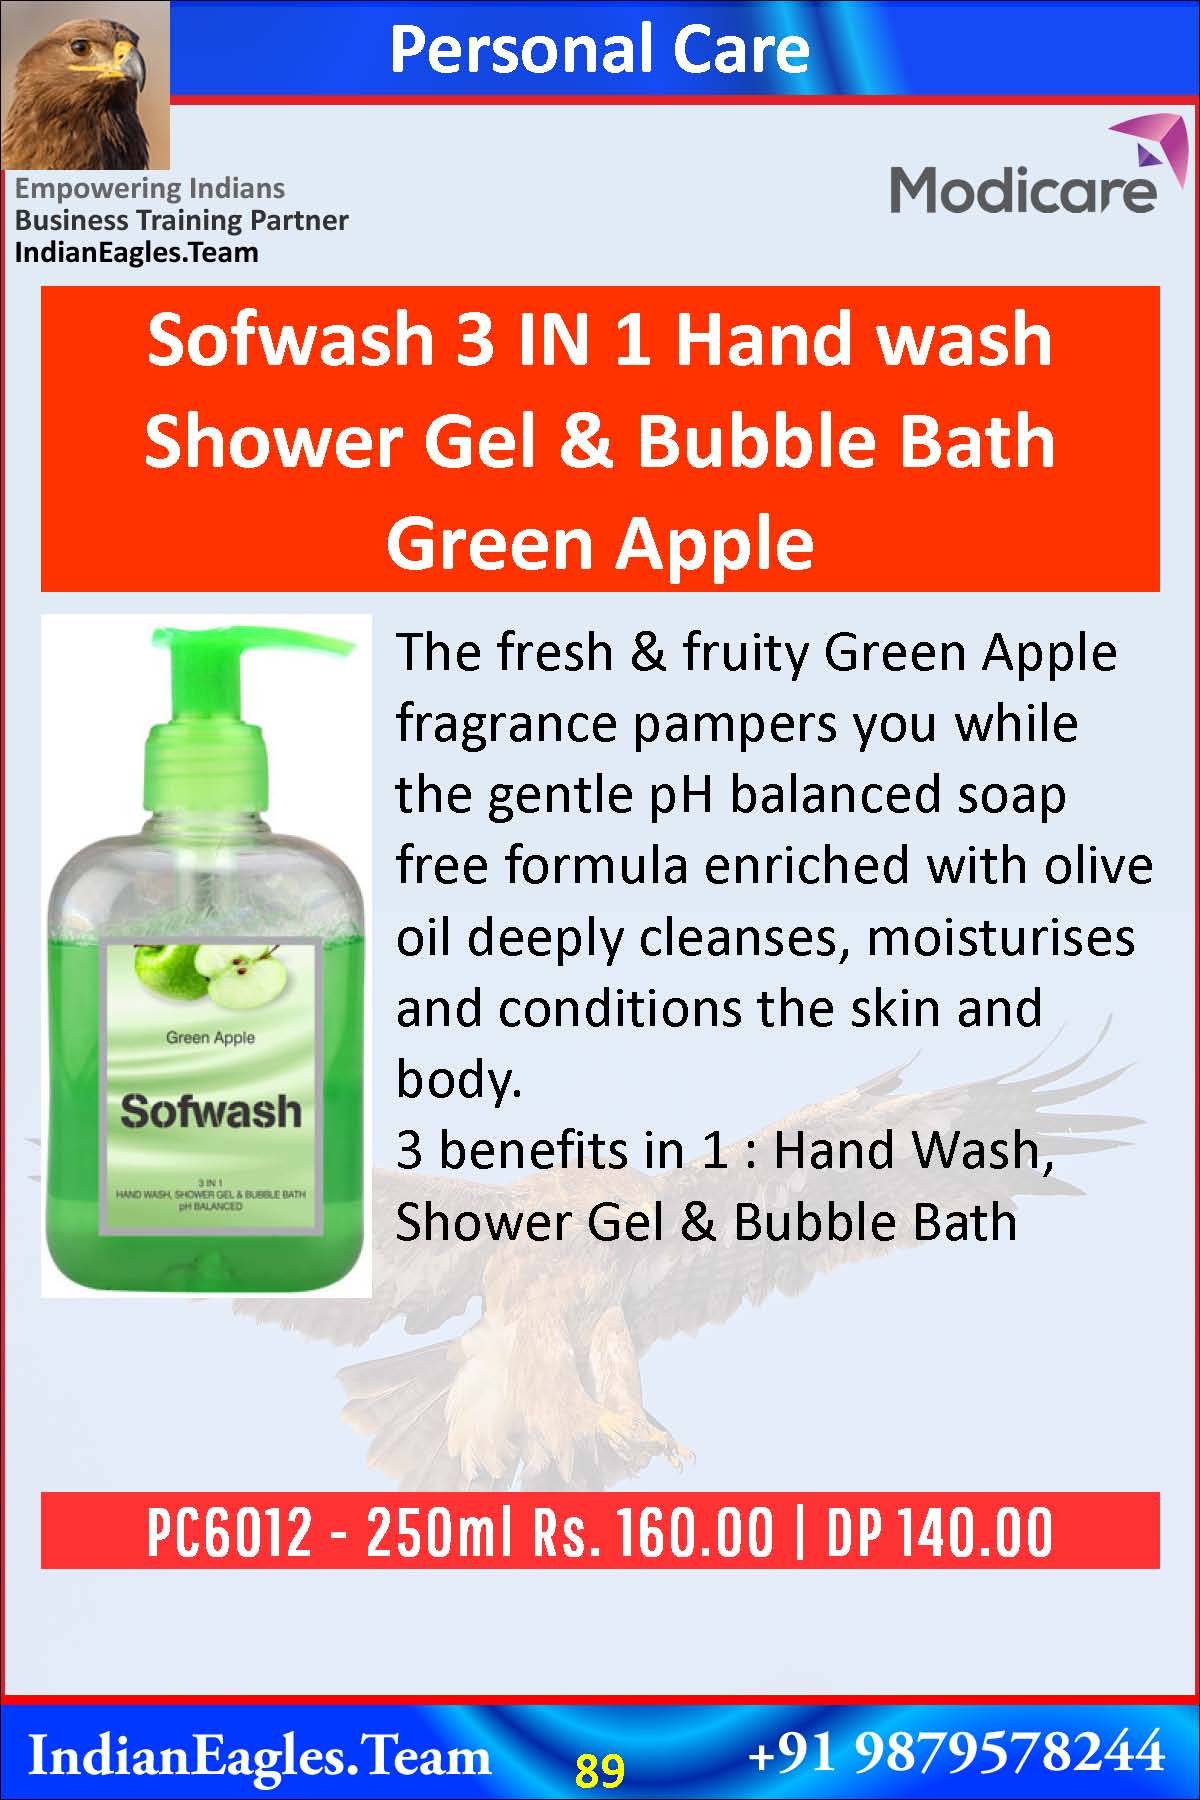 Personal Care
Modicare
Empowering Indians
Business Training Partner
IndianEagles.Team
Sofwash 3 IN 1 Hand wash
Shower Gel & Bubble Bath
Green Apple
The fresh & fruity Green Apple
fragrance pampers you while
the gentle pH balanced soap
free formula enriched with olive
oil deeply cleanses, moisturises
and conditions the skin and
body.
3 benefits in 1 : Hand Wash,
Shower Gel & Bubble Bath
Green Apple
Sofwash
3 IN 1
HAND WASH, SHOWER GEL & BUBBLE BATH
pH BALANCED
PC6012 - 250ml Rs. 160.00 | DP 140.00
IndianEagles.Team
89
+91 9879578244